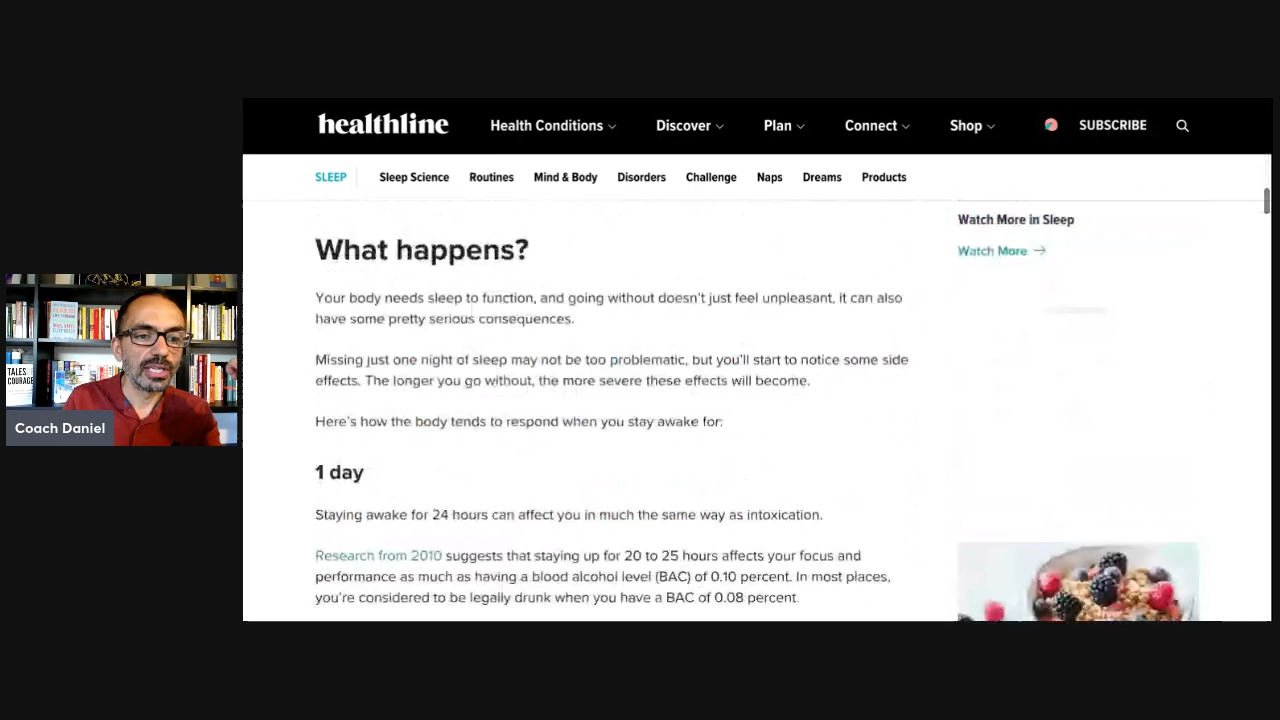 healthline
Health Conditions
Discover
Plan
Connect
Shop
SUBSCRIBE
SLEEP
Sleep Science
Routines
Mind & Body
Disorders
Challenge
Naps
Dreams
Products
Watch More in Sleep
Watch More →
What happens?
Your body needs sleep to function, and going without doesn't just feel unpleasant, it can also
have some pretty serious consequences.
Missing just one night of sleep may not be too problematic, but you'll start to notice some side
effects. The longer you go without, the more severe these effects will become.
Here's how the body tends to respond when you stay awake for:
1 day
Staying awake for 24 hours can affect you in much the same way as intoxication.
Research from 2010 suggests that staying up for 20 to 25 hours affects your focus and
performance as much as having a blood alcohol level (BAC) of 0.10 percent. In most places,
you're considered to be legally drunk when you have a BAC of 0.08 percent.
TALES
COURAGE
Coach Daniel